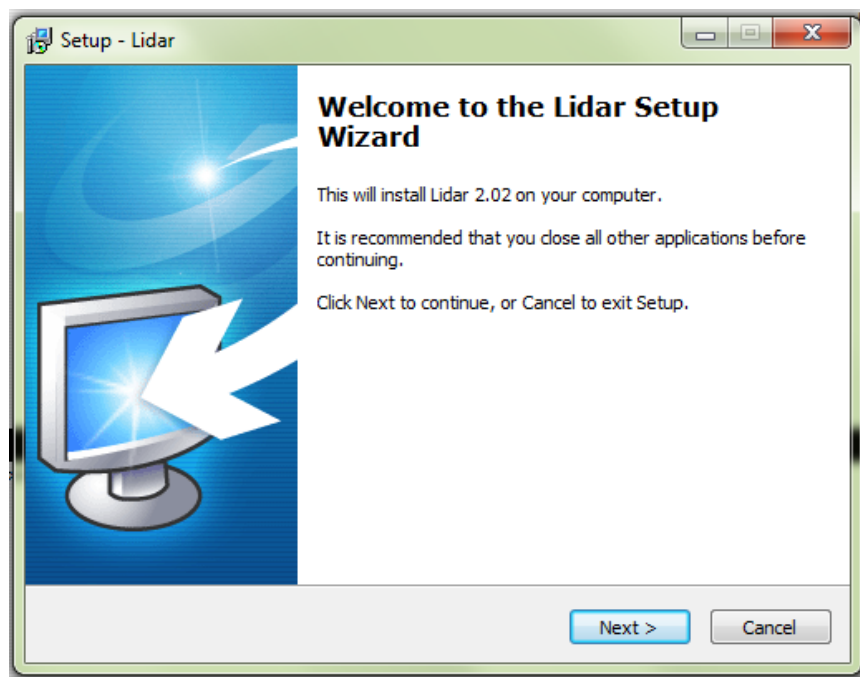 Setup - Lidar
Welcome to the Lidar Setup
Wizard
This will install Lidar 2.02 on your computer.
It is recommended that you close all other applications before
continuing.
Click Next to continue, or Cancel to exit Setup.
Next >
Cancel